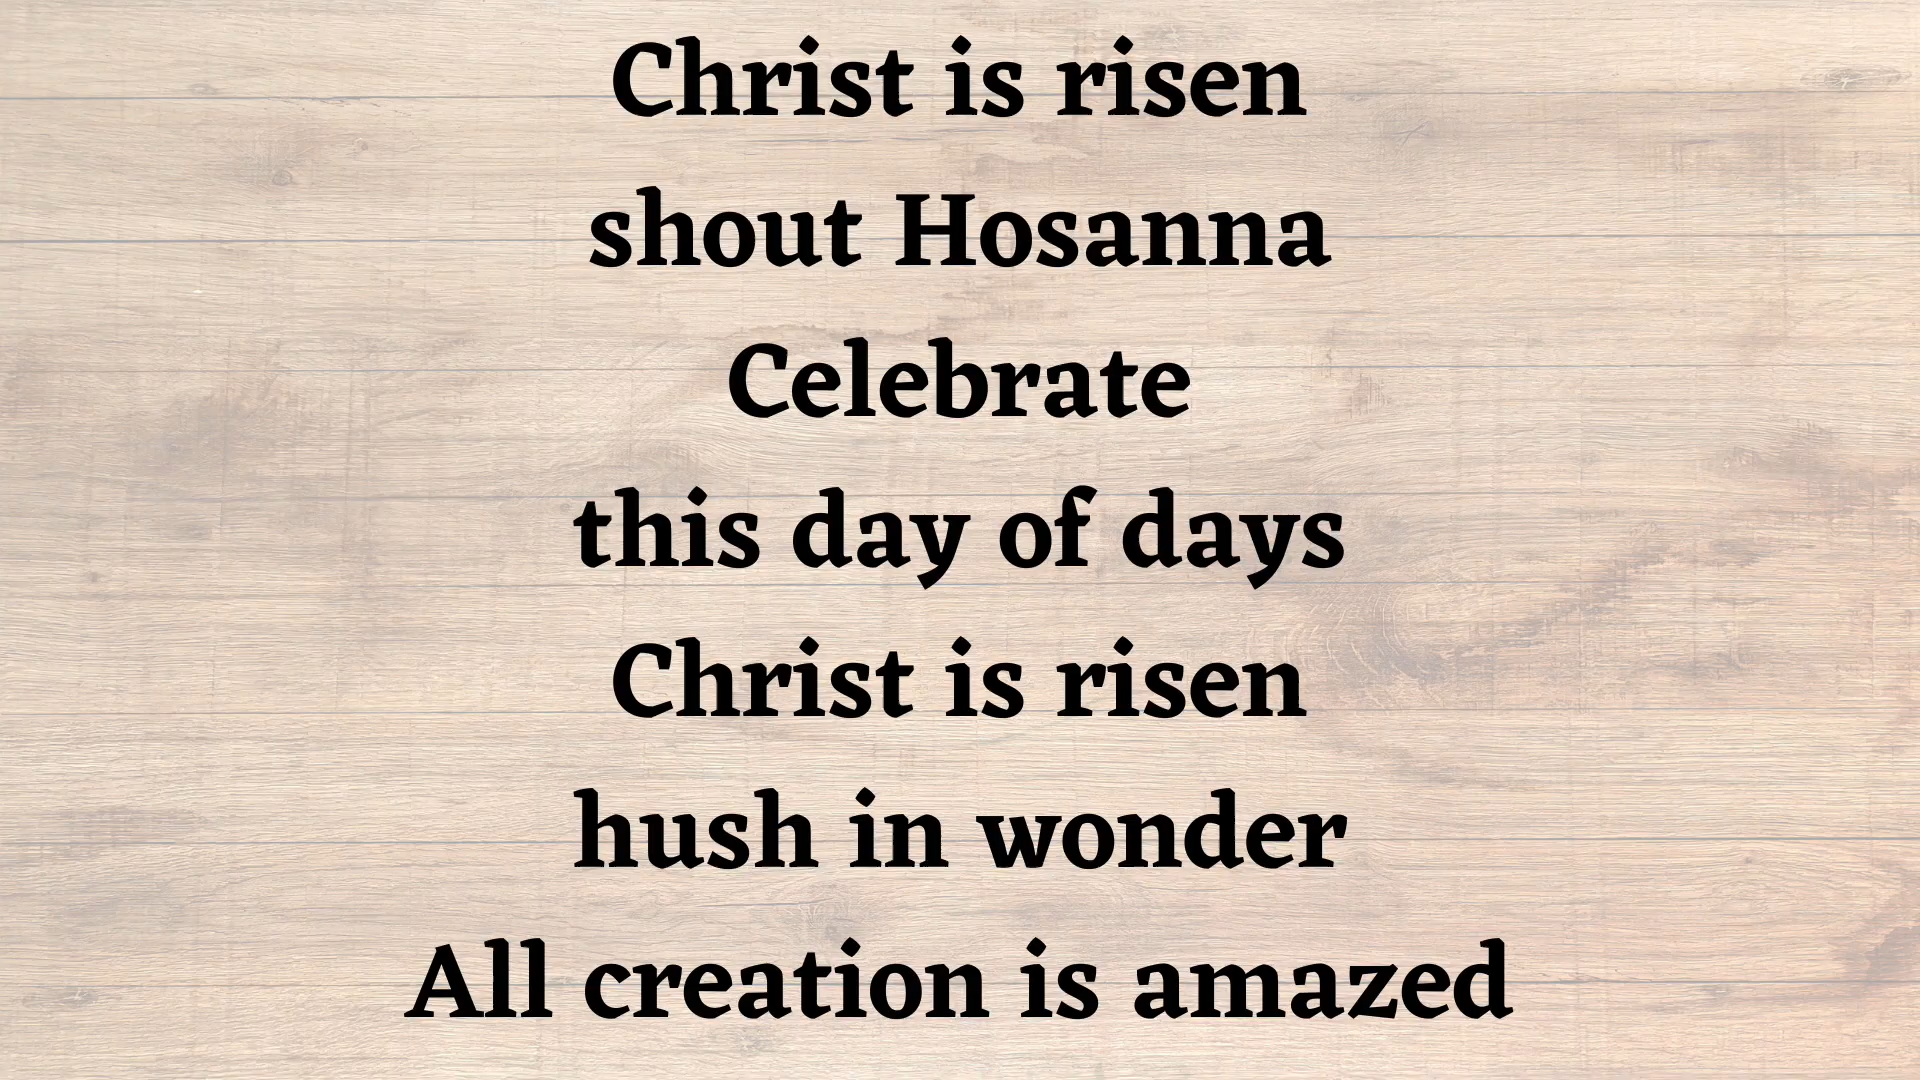 Christ is risen
shout Hosanna
Celebrate
this day of days
Christ is risen
hush in wonder
All creation is amazed